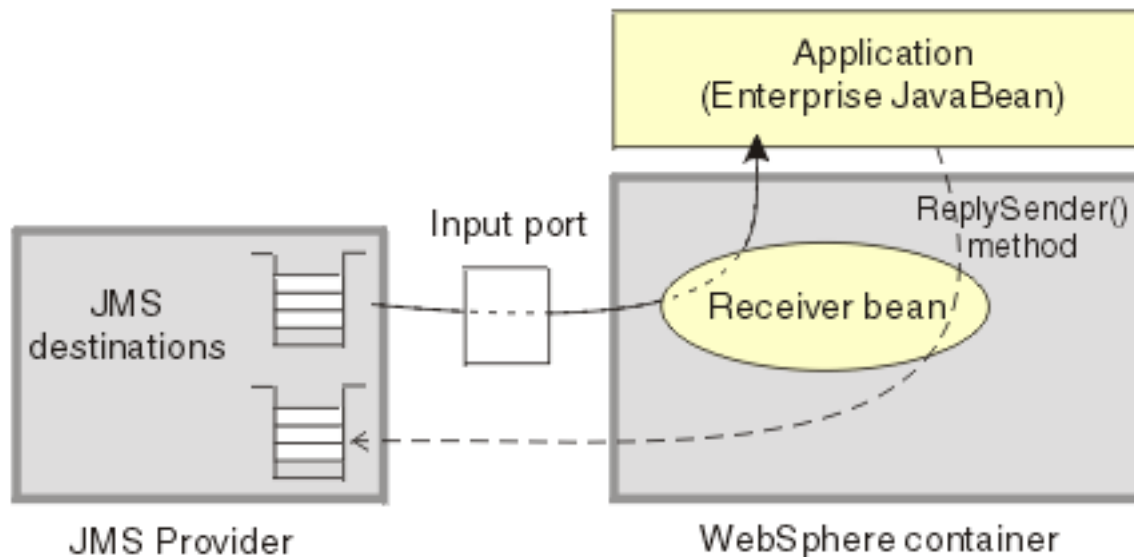 Application
(Enterprise JavaBean)
Input port
ReplySender()
method
JMS
destinations
Receiver bean
JMS Provider
WebSphere container